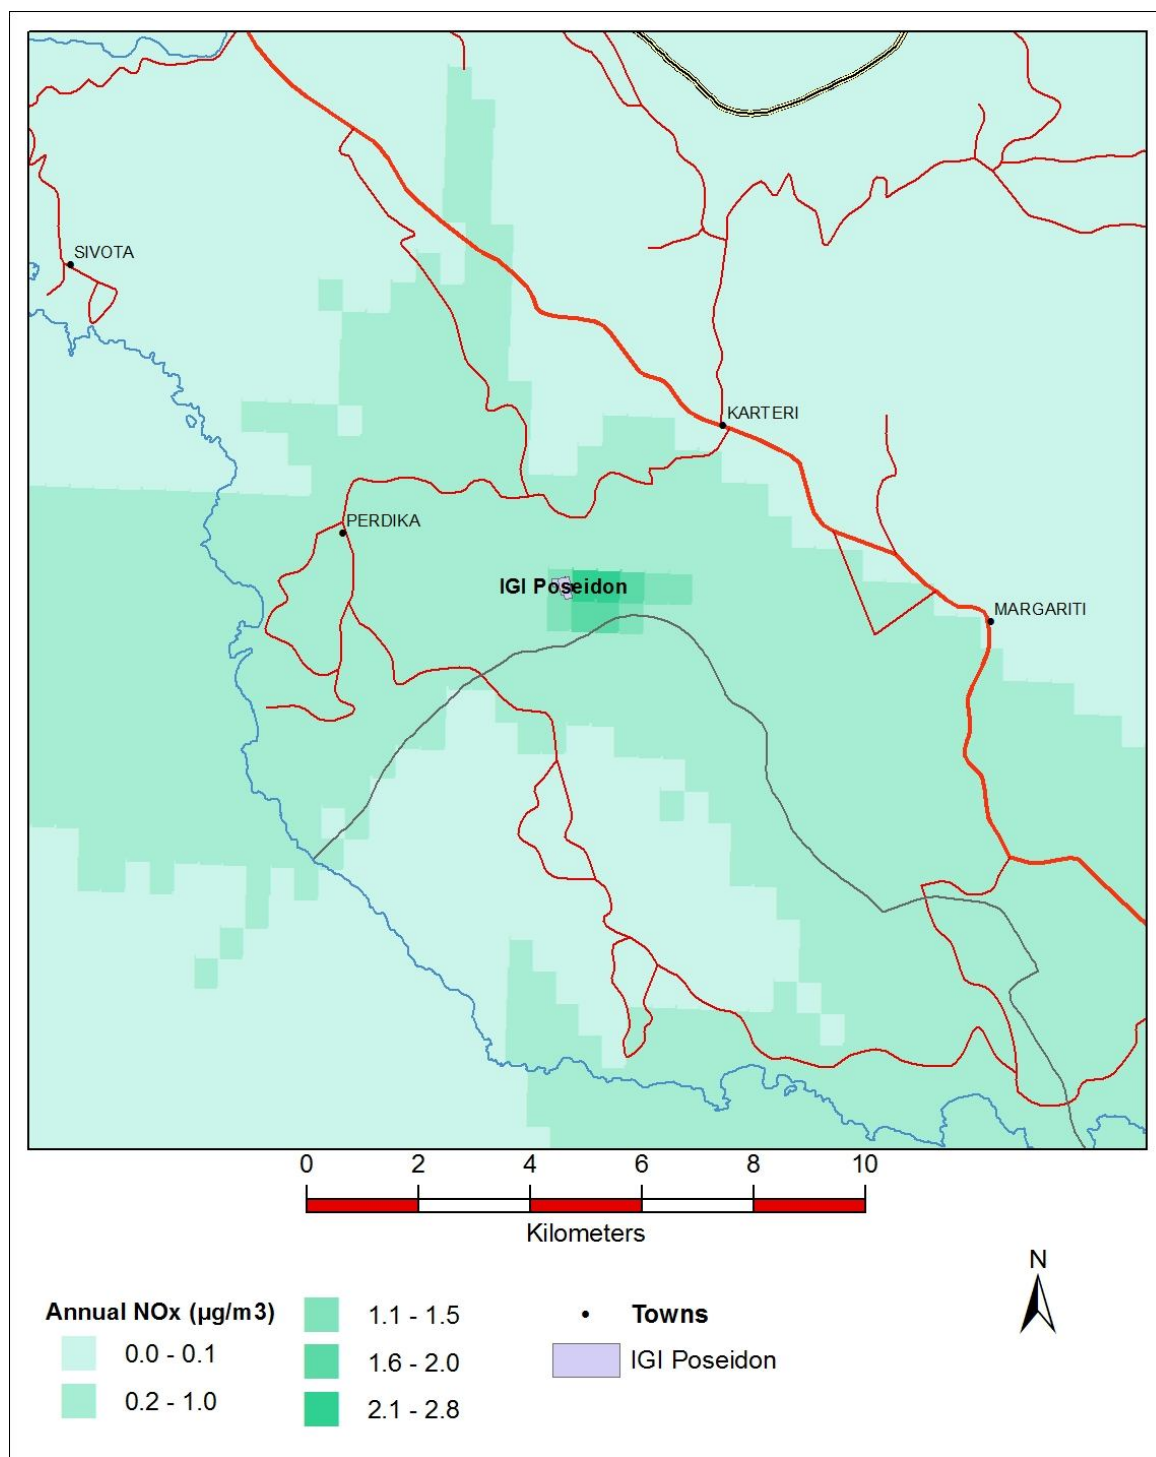 SIVOTA
KARTERI
PERDIKA
IGI Poseidon
MARGARITI
0 2 4 6 8 10
Kilometers
N
Annual NOx (µg/m3)
0.0 - 0.1
0.2 - 1.0
1.1 - 1.5
1.6 - 2.0
2.1 - 2.8
Towns
IGI Poseidon